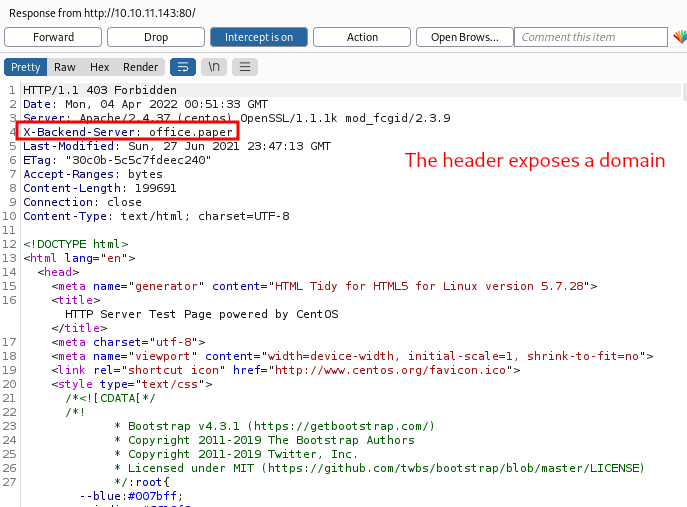 Response from http://10.10.11.143:80/
Forward Drop Intercept is on Action Open Brows... Comment this item
Pretty Raw Hex Render \n
1 HTTP/1.1 403 Forbidden
2 Date: Mon, 04 Apr 2022 00:51:33 GMT
3 Server: Apache/2.4.37 (centos) OpenSSL/1.1.1k mod_fcgid/2.3.9
4 X-Backend-Server: office.paper
5 Last-Modified: Sun, 27 Jun 2021 23:47:13 GMT
The header exposes a domain
6 ETag: "30c0b-5c5c7fdeec240"
7 Accept-Ranges: bytes
8 Content-Length: 199691
9 Connection: close
10 Content-Type: text/html; charset=UTF-8
11
12 <!DOCTYPE html>
13 <html lang="en">
14 <head>
15 <meta name="generator" content="HTML Tidy for HTML5 for Linux version 5.7.28">
16 <title>
HTTP Server Test Page powered by CentOS
</title>
17 <meta charset="utf-8">
18 <meta name="viewport" content="width=device-width, initial-scale=1, shrink-to-fit=no">
19 <link rel="shortcut icon" href="http://www.centos.org/favicon.ico">
20 <style type="text/css">
21 /*<![CDATA[*/
22 /*!
23 * Bootstrap v4.3.1 (https://getbootstrap.com/)
24 * Copyright 2011-2019 The Bootstrap Authors
25 * Copyright 2011-2019 Twitter, Inc.
26 * Licensed under MIT (https://github.com/twbs/bootstrap/blob/master/LICENSE)
27 */:root{
--blue:#007bff;